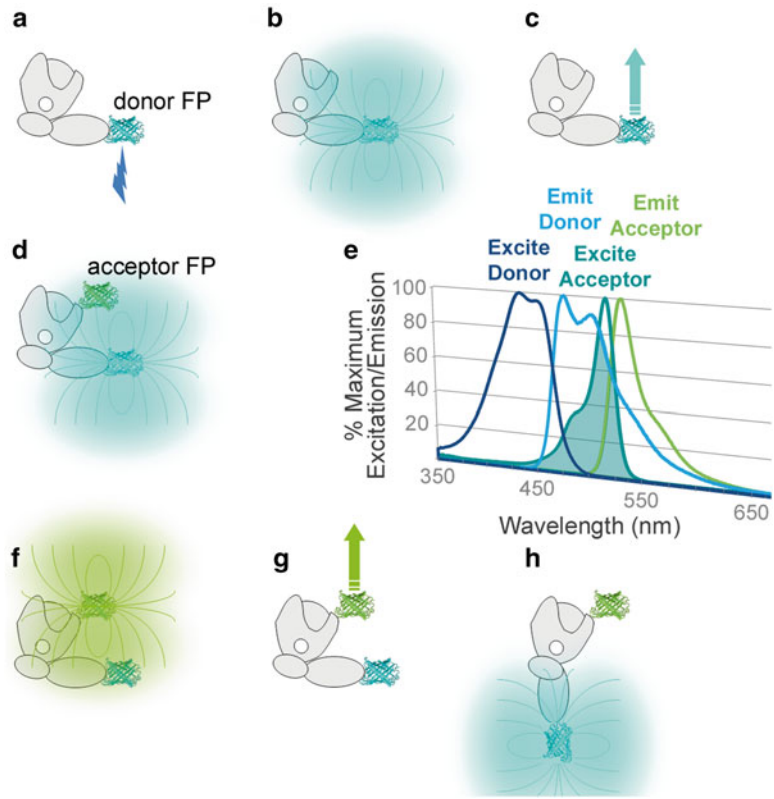 a
b
c
donor FP
d
acceptor FP
e
Emit
Donor
Emit
Acceptor
Excite
Donor
Excite
Acceptor
% Maximum
Excitation/Emission
100
80
60
40
20
350
450
550
650
Wavelength (nm)
f
g
h